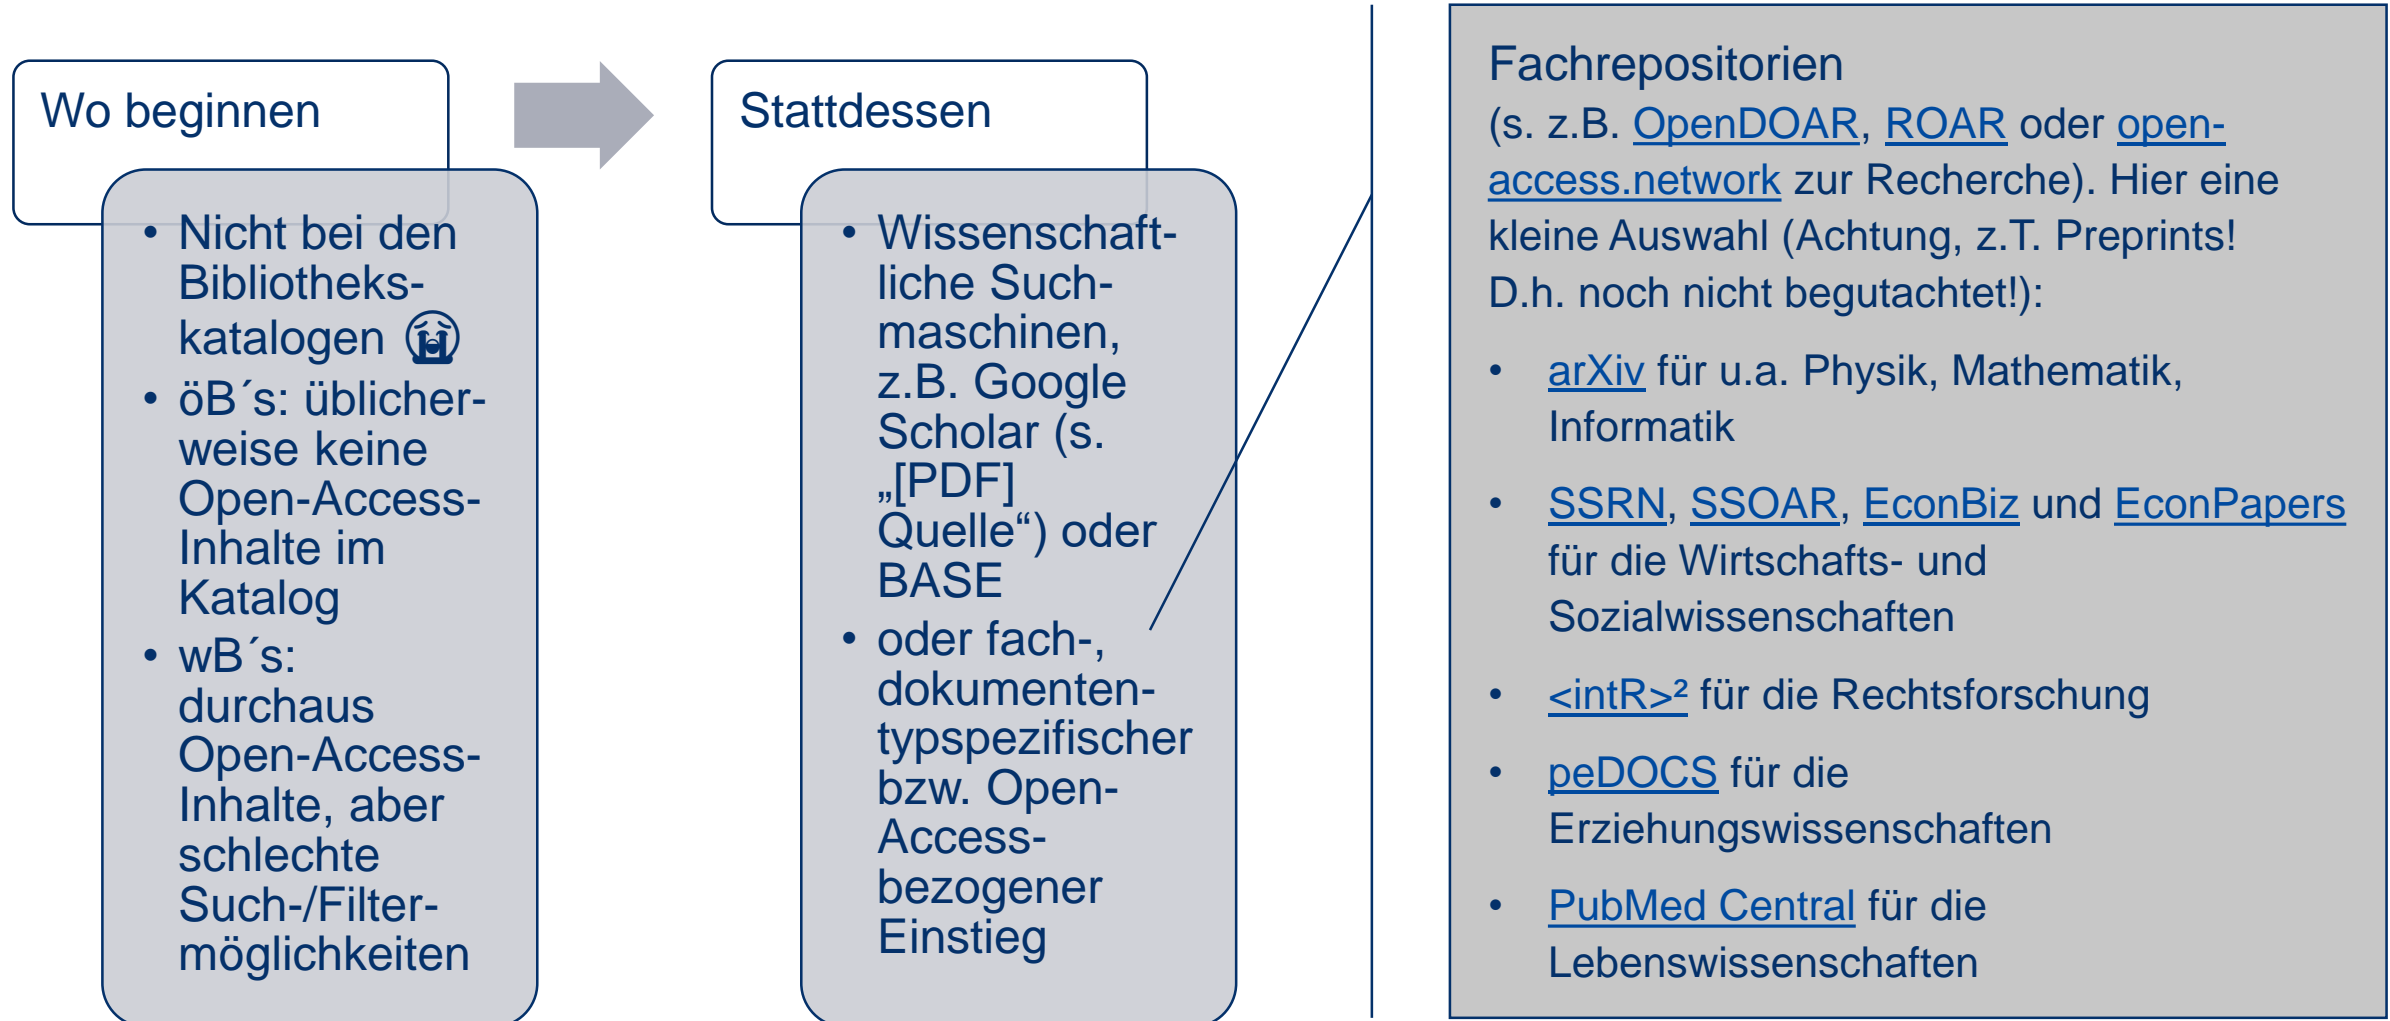 Wo beginnen
• Nicht bei den
Bibliotheks-
katalogen 😭
• öB´s: üblicher-
weise keine
Open-Access-
Inhalte im
Katalog
• wB´s:
durchaus
Open-Access-
Inhalte, aber
schlechte
Such-/Filter-
möglichkeiten
Stattdessen
• Wissenschaft-
liche Such-
maschinen,
z.B. Google
Scholar (s.
„[PDF]
Quelle“) oder
BASE
• oder fach-,
dokumenten-
typspezifischer
bzw. Open-
Access-
bezogener
Einstieg
Fachrepositorien
(s. z.B. OpenDOAR, ROAR oder open-
access.network zur Recherche). Hier eine
kleine Auswahl (Achtung, z.T. Preprints!
D.h. noch nicht begutachtet!):
• arXiv für u.a. Physik, Mathematik,
Informatik
• SSRN, SSOAR, EconBiz und EconPapers
für die Wirtschafts- und
Sozialwissenschaften
• <intR>² für die Rechtsforschung
• peDOCS für die
Erziehungswissenschaften
• PubMed Central für die
Lebenswissenschaften